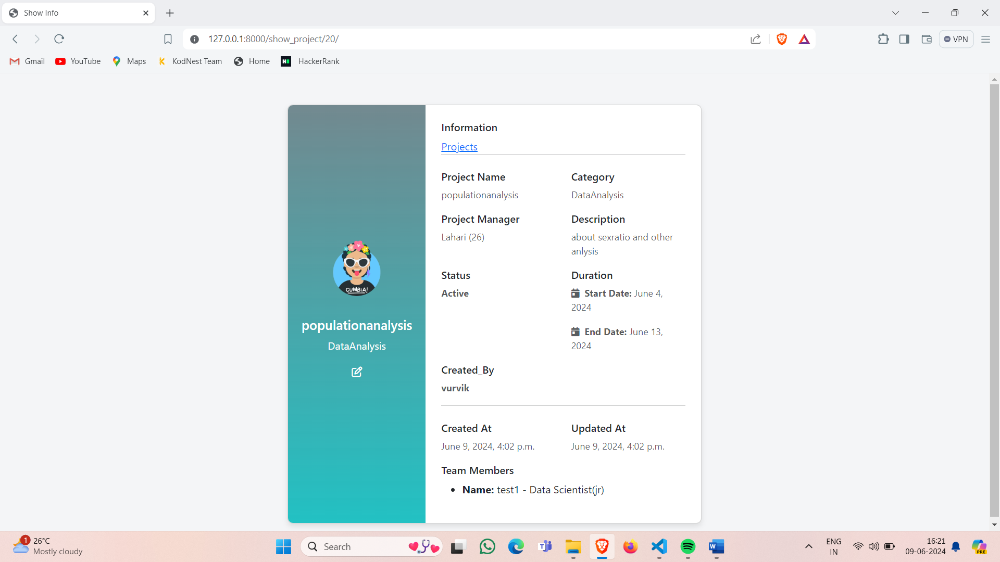 Show Info
127.0.0.1:8000/show_project/20/
VPN
Gmail YouTube Maps KodNest Team Home HackerRank
Information
Projects
Project Name Category
populationanalysis DataAnalysis
Project Manager Description
Lahari (26) about sexratio and other
anlysis
Status Duration
Active Start Date: June 4,
2024
End Date: June 13,
2024
CUMBIA!
populationanalysis
DataAnalysis
Created_By
vurvik
Created At Updated At
June 9, 2024, 4:02 p.m. June 9, 2024, 4:02 p.m.
Team Members
• Name: test1 - Data Scientist(jr)
1
26°C
Mostly cloudy
Search
ENG
IN
16:21
09-06-2024
PRE